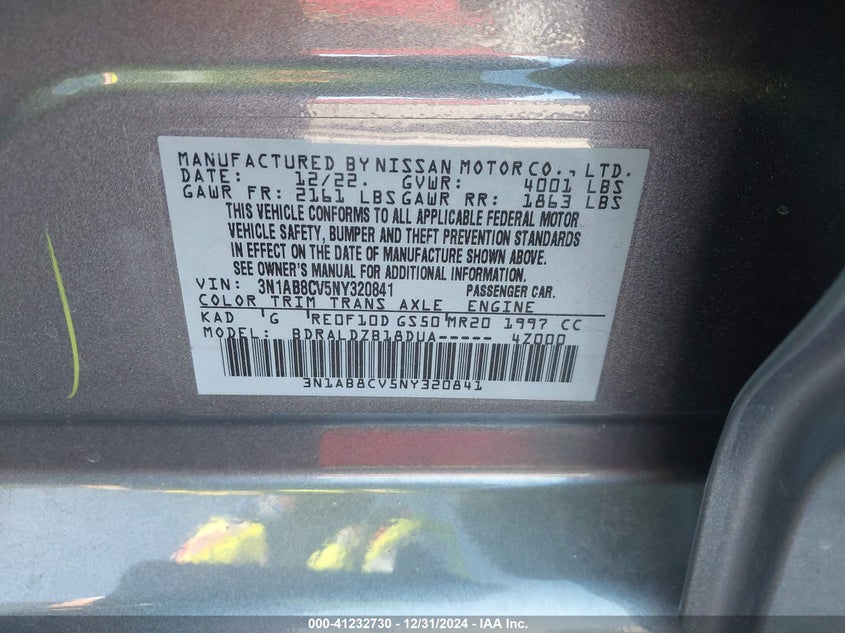 MANUFACTURED BY NISSAN MOTOR CO., LTD.
DATE: 12/22. GVWR: 4001 LBS
GAWR FR: 2161 LBS GAWR RR: 1863 LBS
THIS VEHICLE CONFORMS TO ALL APPLICABLE FEDERAL MOTOR
VEHICLE SAFETY, BUMPER AND THEFT PREVENTION STANDARDS
IN EFFECT ON THE DATE OF MANUFACTURE SHOWN ABOVE.
SEE OWNER'S MANUAL FOR ADDITIONAL INFORMATION.
VIN: 3N1AB8CV5NY320841 PASSENGER CAR.
COLOR TRIM TRANS AXLE ENGINE
KAD G RE0F10D GS50 MR20 1997 CC
MODEL: BDRALDZB18DUA----- 4Z000
3N1AB8CV5NY320841
000-41232730 - 12/31/2024 - IAA Inc.